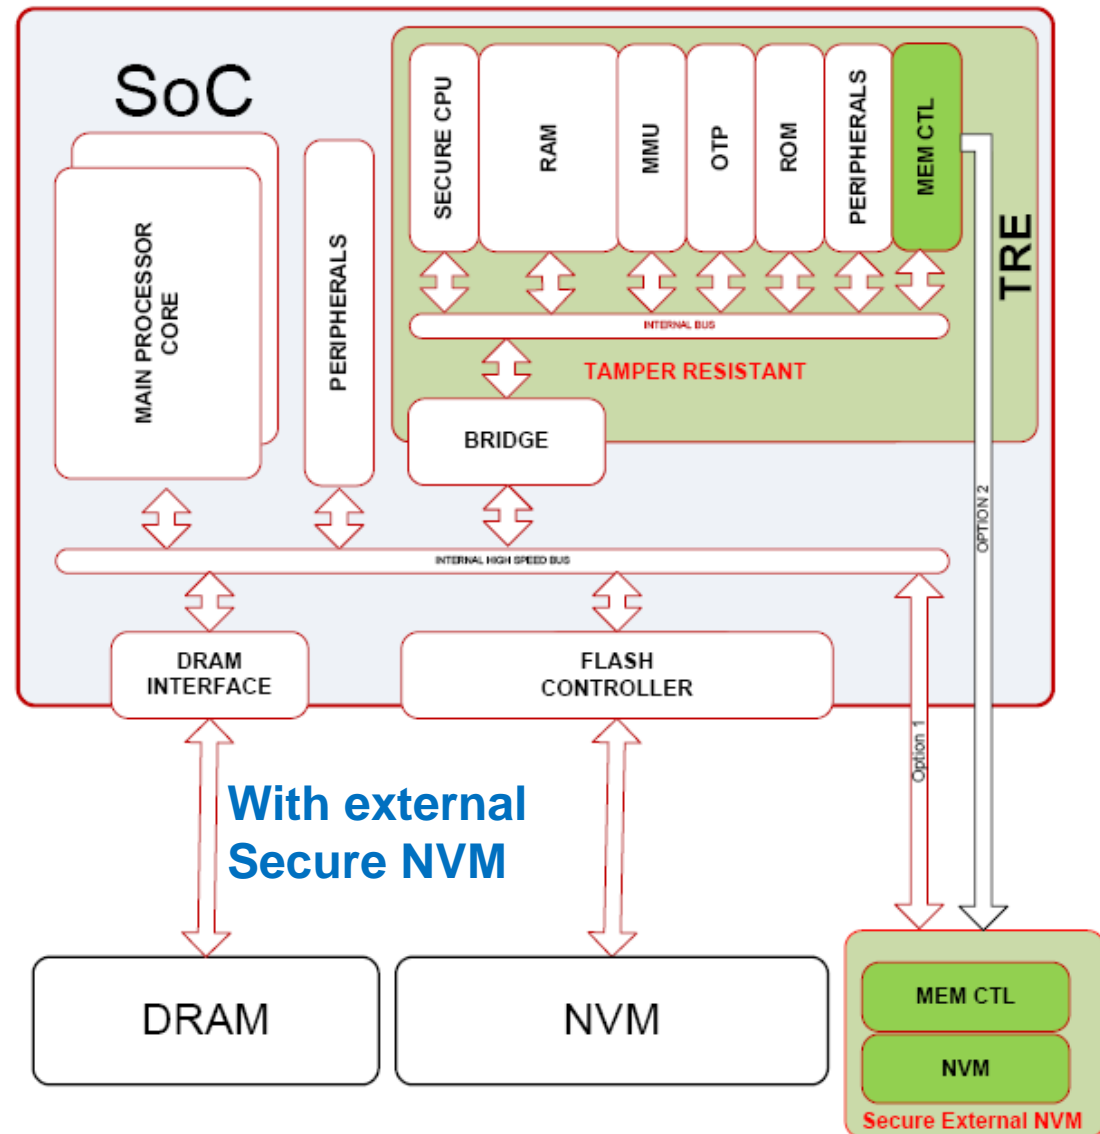 SoC
SECURE CPU
RAM
MMU
OTP
ROM
PERIPHERALS
MEM CTL
TRE
MAIN PROCESSOR
CORE
PERIPHERALS
INTERNAL BUS
TAMPER RESISTANT
BRIDGE
OPTION 2
INTERNAL HIGH SPEED BUS
DRAM
INTERFACE
FLASH
CONTROLLER
Option 1
With external
Secure NVM
DRAM
NVM
MEM CTL
NVM
Secure External NVM